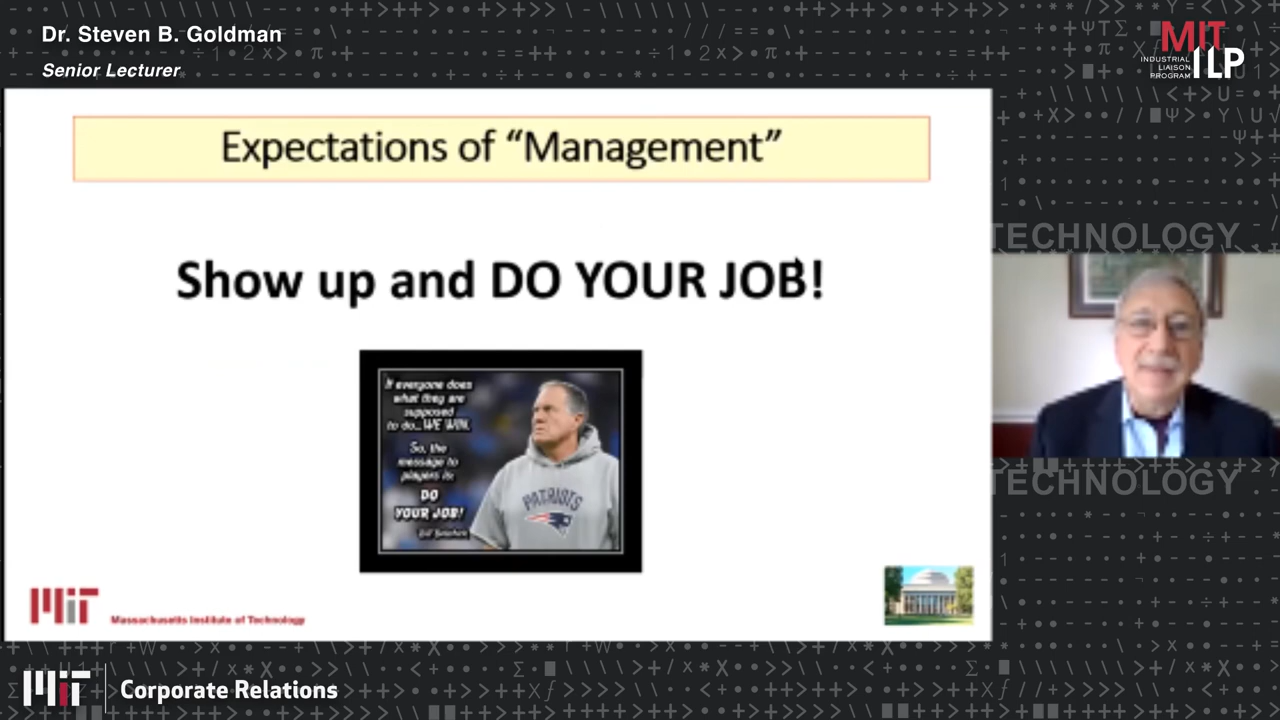 Dr. Steven B. Goldman
Senior Lecturer
MIT
INDUSTRIAL
LIAISON
PROGRAM
ILP
Expectations of “Management”
Show up and DO YOUR JOB!
If everyone does
what they are
supposed
to do...WE WIN.
So, the
message to
players is:
DO
YOUR JOB!
PATRIOTS
TECHNOLOGY
TECHNOLOGY
MIT
Massachusetts Institute of Technology
MIT
Corporate Relations